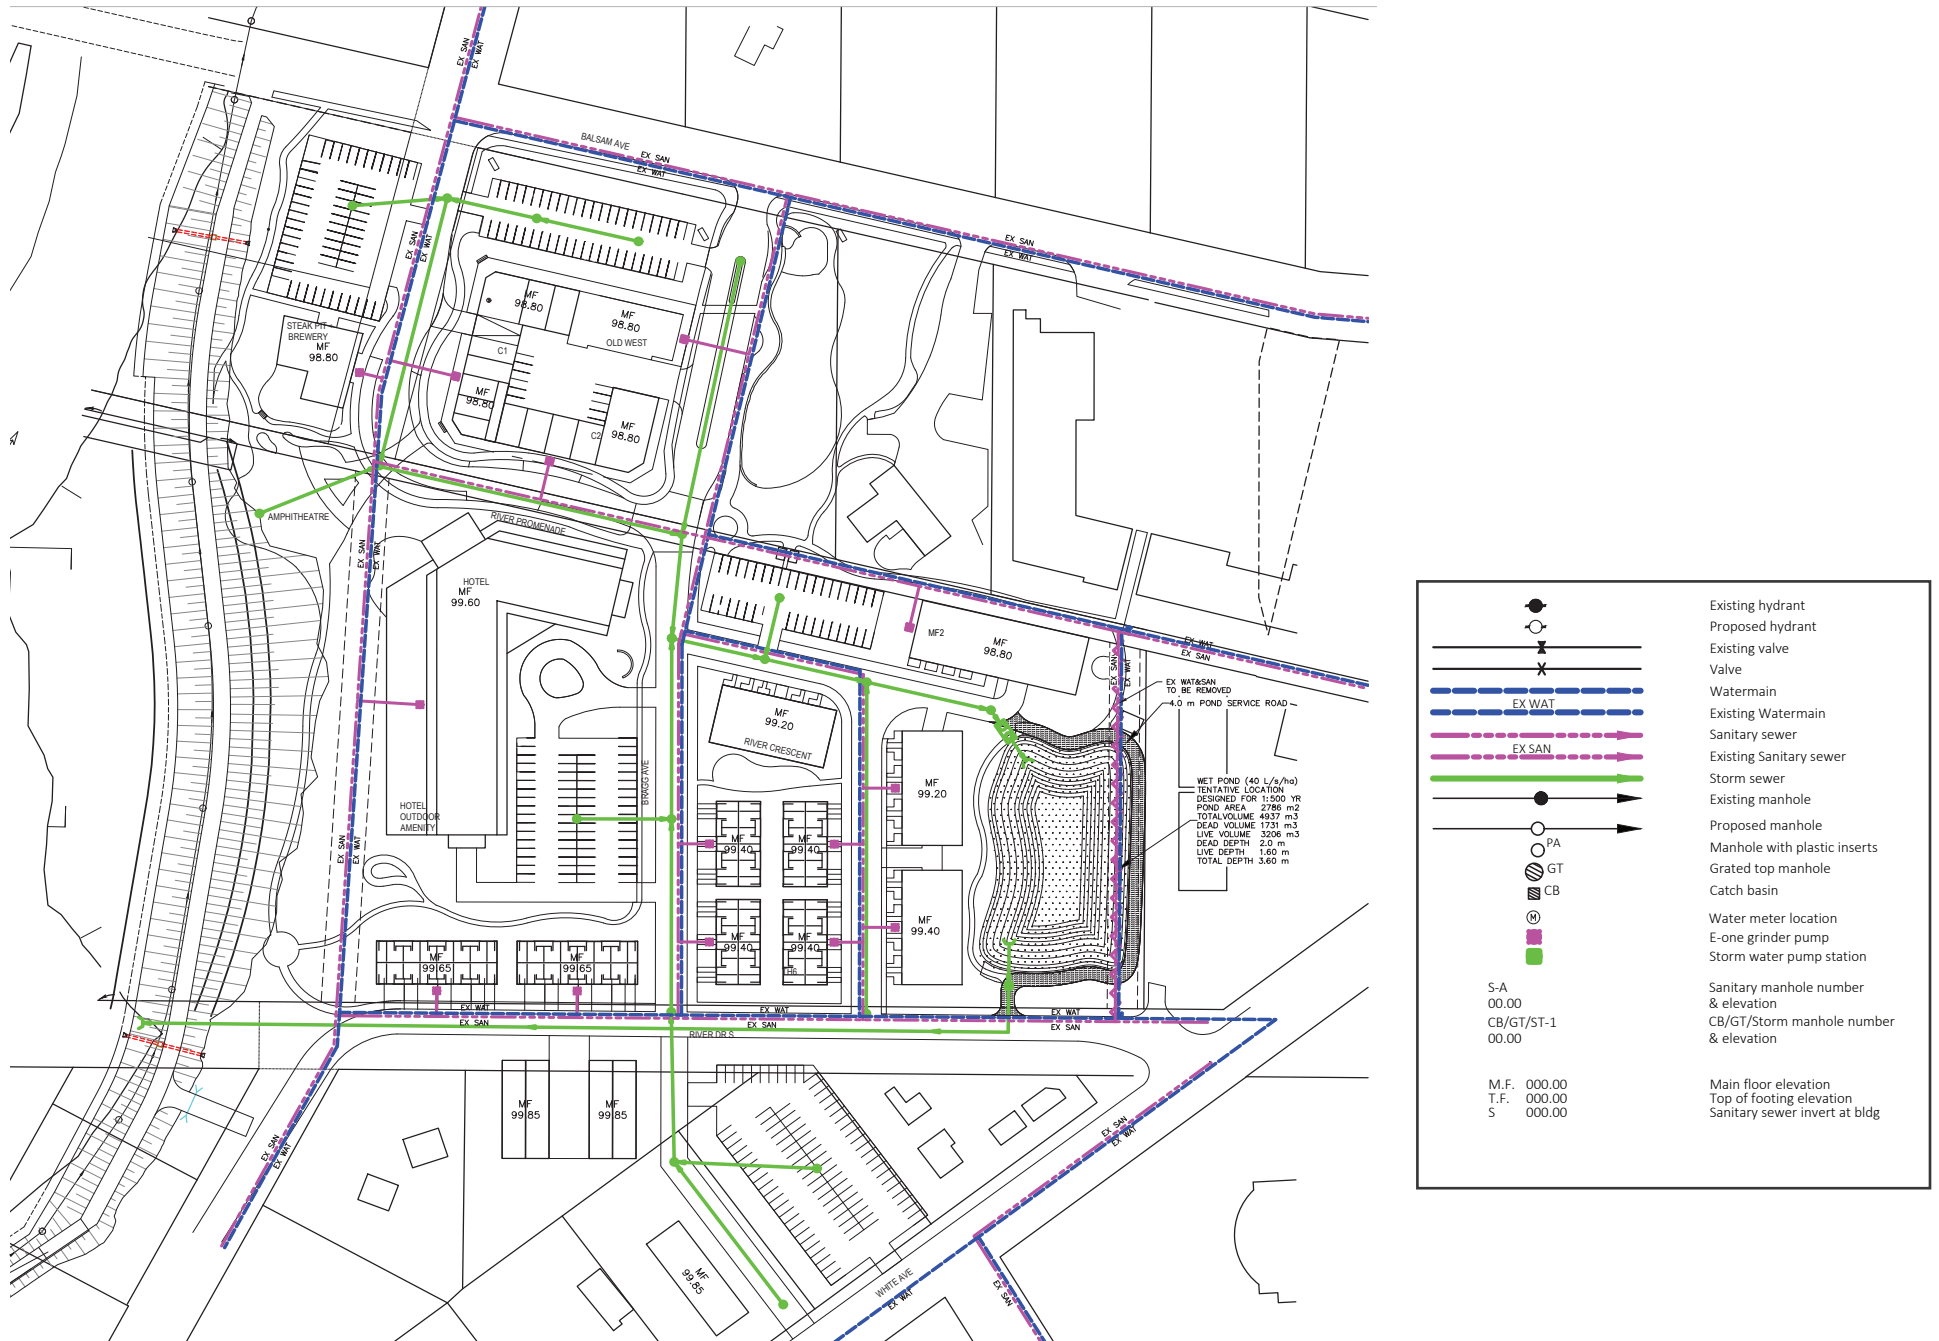 EX SAN
EX WAT
BALSAM AVE
EX SAN
EX WAT
EX SAN
EX WAT
EX SAN
EX WAT
STEAK PIT
BREWERY
MF
98.80
MF
98.80
MF
98.80
OLD WEST
C1
MF
98.80
C2
MF
98.80
AMPHITHEATRE
RIVER PROMENADE
EX SAN
EX WAT
HOTEL
MF
99.60
MF2
MF
98.80
EX WAT
EX SAN
EX SAN
EX WAT
EX WAT&SAN
TO BE REMOVED
4.0 m POND SERVICE ROAD
MF
99.20
RIVER CRESCENT
BRAGG AVE
MF
99.20
WET POND (40 L/s/ha)
TENTATIVE LOCATION
DESIGNED FOR 1:500 YR
POND AREA 2786 m2
TOTALVOLUME 4937 m3
DEAD VOLUME 1731 m3
LIVE VOLUME 3206 m3
DEAD DEPTH 2.0 m
LIVE DEPTH 1.60 m
TOTAL DEPTH 3.60 m
HOTEL
OUTDOOR
AMENITY
EX SAN
EX WAT
MF
99.40
MF
99.40
MF
99.40
MF
99.40
TH6
MF
99.40
MF
99.65
MF
99.65
EX WAT
EX SAN
EX WAT
EX SAN
EX WAT
EX SAN
RIVER DR S
MF
99.85
MF
99.85
EX SAN
EX WAT
EX SAN
EX WAT
MF
99.85
WHITE AVE
EX WAT
EX SAN
Existing hydrant
Proposed hydrant
Existing valve
Valve
Watermain
EX WAT
Existing Watermain
Sanitary sewer
EX SAN
Existing Sanitary sewer
Storm sewer
Existing manhole
Proposed manhole
PA
Manhole with plastic inserts
GT
Grated top manhole
CB
Catch basin
M
Water meter location
E-one grinder pump
Storm water pump station
S-A
Sanitary manhole number
00.00
& elevation
CB/GT/ST-1
CB/GT/Storm manhole number
00.00
& elevation
M.F. 000.00
Main floor elevation
T.F. 000.00
Top of footing elevation
S 000.00
Sanitary sewer invert at bldg